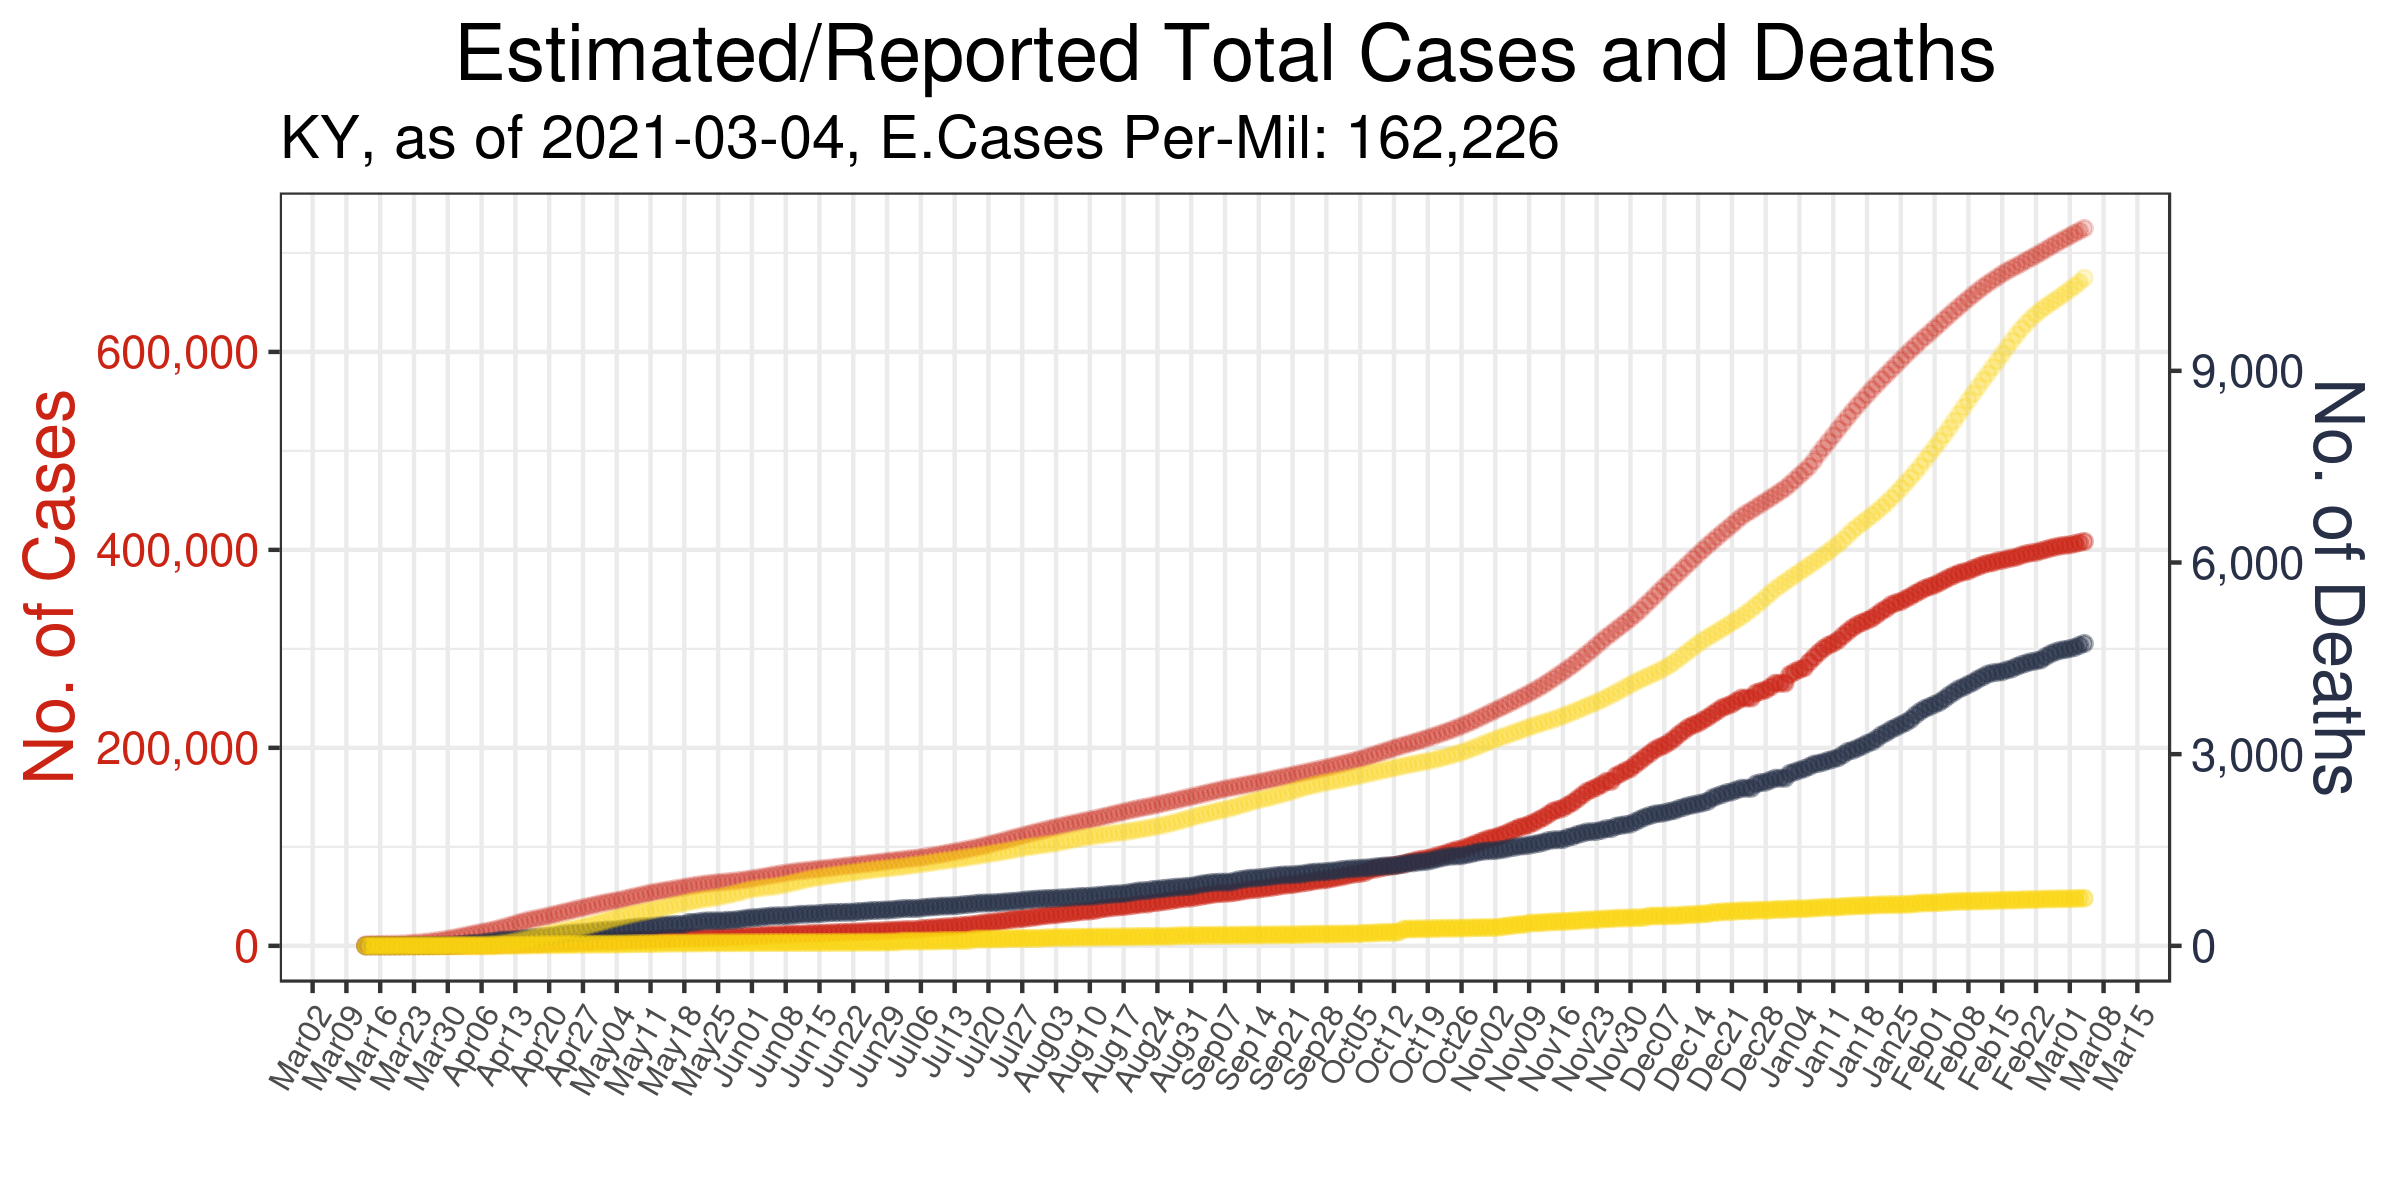 Estimated/Reported Total Cases and Deaths
KY, as of 2021-03-04, E.Cases Per-Mil: 162,226
No. of Cases
600,000
400,000
200,000
0
9,000
6,000
3,000
0
No. of Deaths
Mar02
Mar09
Mar16
Mar23
Mar30
Apr06
Apr13
Apr20
Apr27
May04
May11
May18
May25
Jun01
Jun08
Jun15
Jun22
Jun29
Jul06
Jul13
Jul20
Jul27
Aug03
Aug10
Aug17
Aug24
Aug31
Sep07
Sep14
Sep21
Sep28
Oct05
Oct12
Oct19
Oct26
Nov02
Nov09
Nov16
Nov23
Nov30
Dec07
Dec14
Dec21
Dec28
Jan04
Jan11
Jan18
Jan25
Feb01
Feb08
Feb15
Feb22
Mar01
Mar08
Mar15